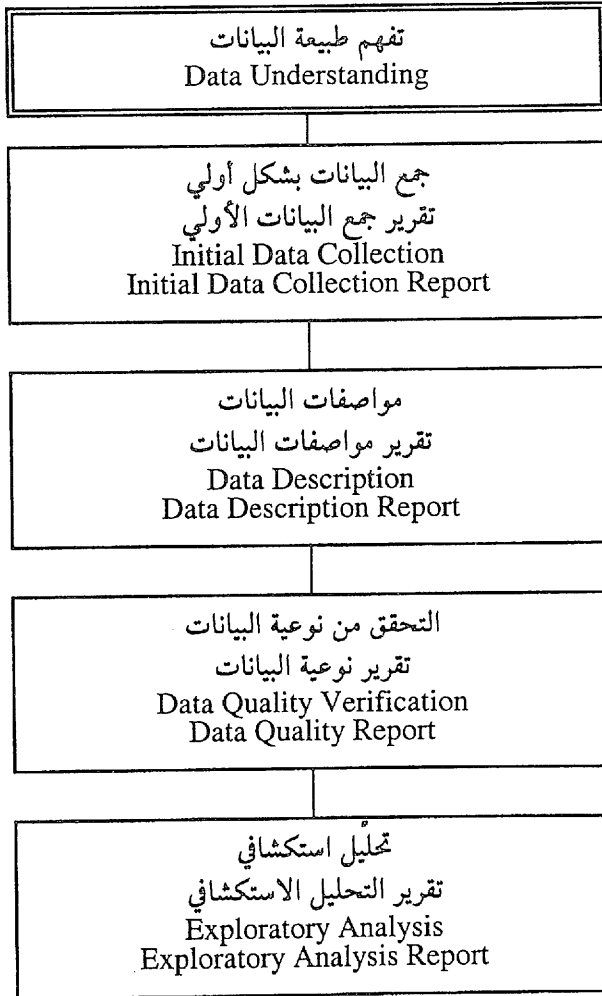 تفهم طبيعة البيانات
Data Understanding
جمع البيانات بشكل أولي
تقرير جمع البيانات الأولي
Initial Data Collection
Initial Data Collection Report
مواصفات البيانات
تقرير مواصفات البيانات
Data Description
Data Description Report
التحقق من نوعية البيانات
تقرير نوعية البيانات
Data Quality Verification
Data Quality Report
تحليل استكشافي
تقرير التحليل الاستكشافي
Exploratory Analysis
Exploratory Analysis Report